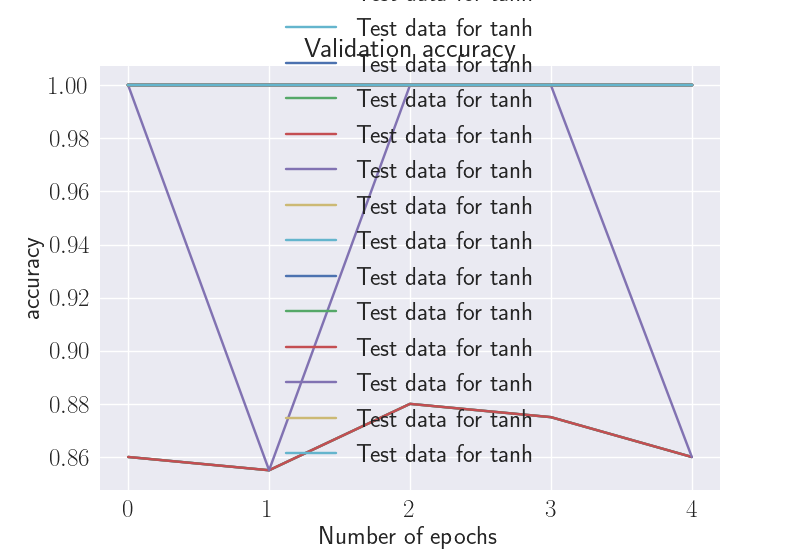 Test data for tanh
Test data for tanh
Validation accuracy
Test data for tanh
Test data for tanh
Test data for tanh
Test data for tanh
Test data for tanh
Test data for tanh
Test data for tanh
Test data for tanh
Test data for tanh
Test data for tanh
Test data for tanh
Test data for tanh
1.00
0.98
0.96
0.94
0.92
0.90
0.88
0.86
accuracy
0 1 2 3 4
Number of epochs